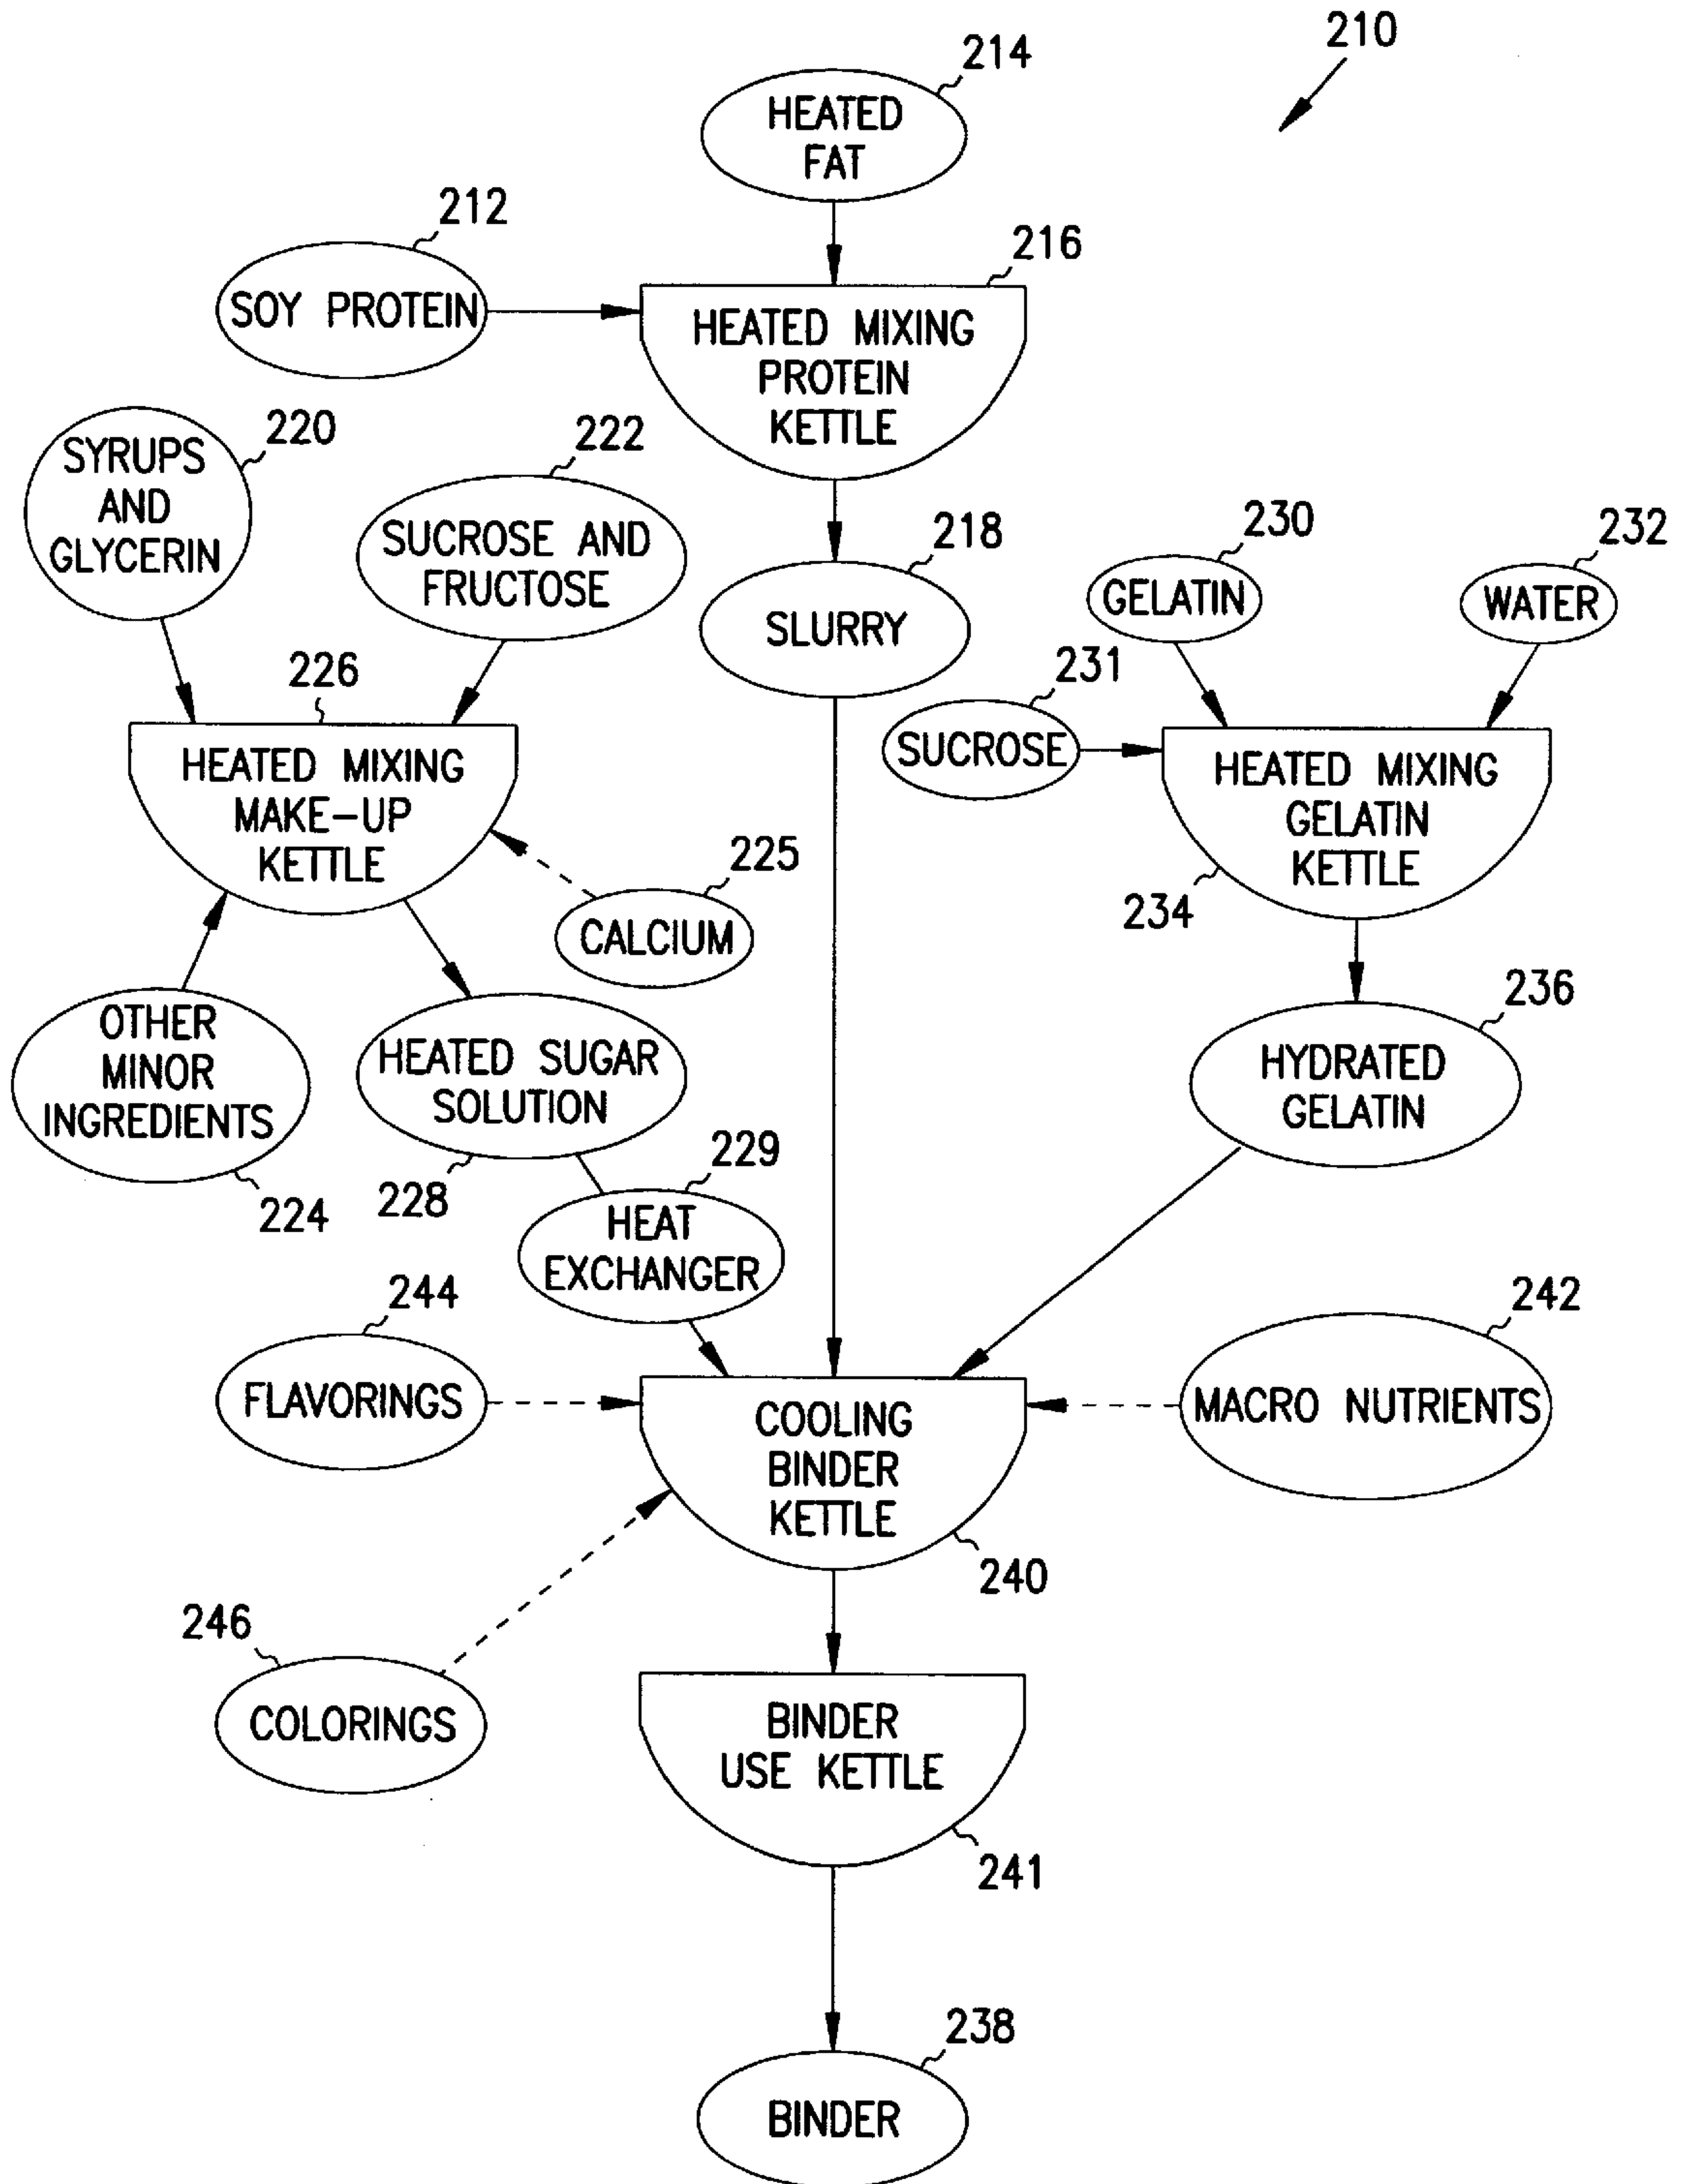 210
214
HEATED
FAT
212
SOY PROTEIN
216
HEATED MIXING
PROTEIN
KETTLE
220
SYRUPS
AND
GLYCERIN
222
SUCROSE AND
FRUCTOSE
218
SLURRY
230
GELATIN
232
WATER
231
SUCROSE
226
HEATED MIXING
MAKE-UP
KETTLE
HEATED MIXING
GELATIN
KETTLE
234
225
CALCIUM
OTHER
MINOR
INGREDIENTS
224
HEATED SUGAR
SOLUTION
228
236
HYDRATED
GELATIN
229
HEAT
EXCHANGER
244
FLAVORINGS
242
MACRO NUTRIENTS
COOLING
BINDER
KETTLE
240
246
COLORINGS
BINDER
USE KETTLE
241
238
BINDER